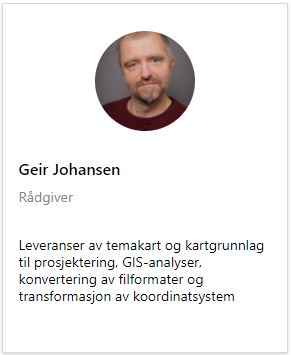 Geir Johansen
Rådgiver
Leveranser av temakart og kartgrunnlag
til prosjektering, GIS-analyser,
konvertering av filformater og
transformasjon av koordinatsystem